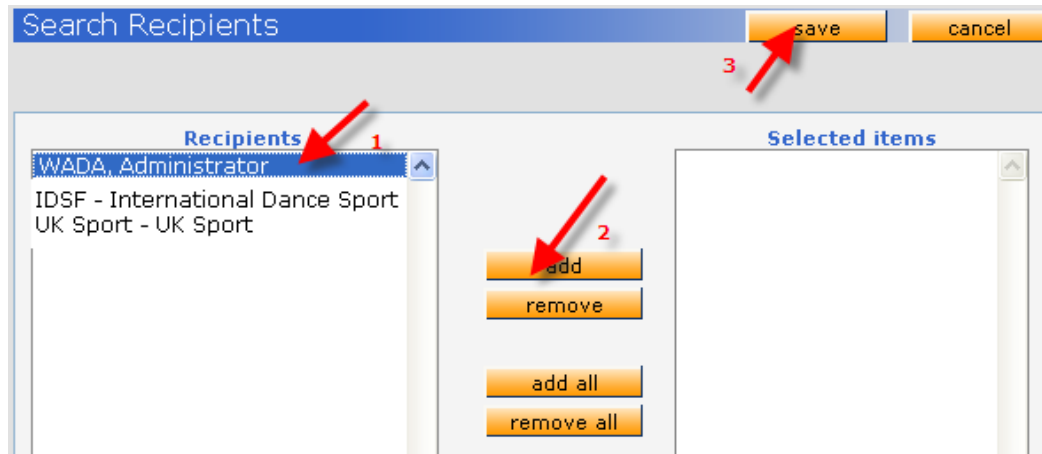 Search Recipients
save
cancel
3
Recipients
1
Selected items
WADA, Administrator
IDSF - International Dance Sport
UK Sport - UK Sport
2
add
remove
add all
remove all